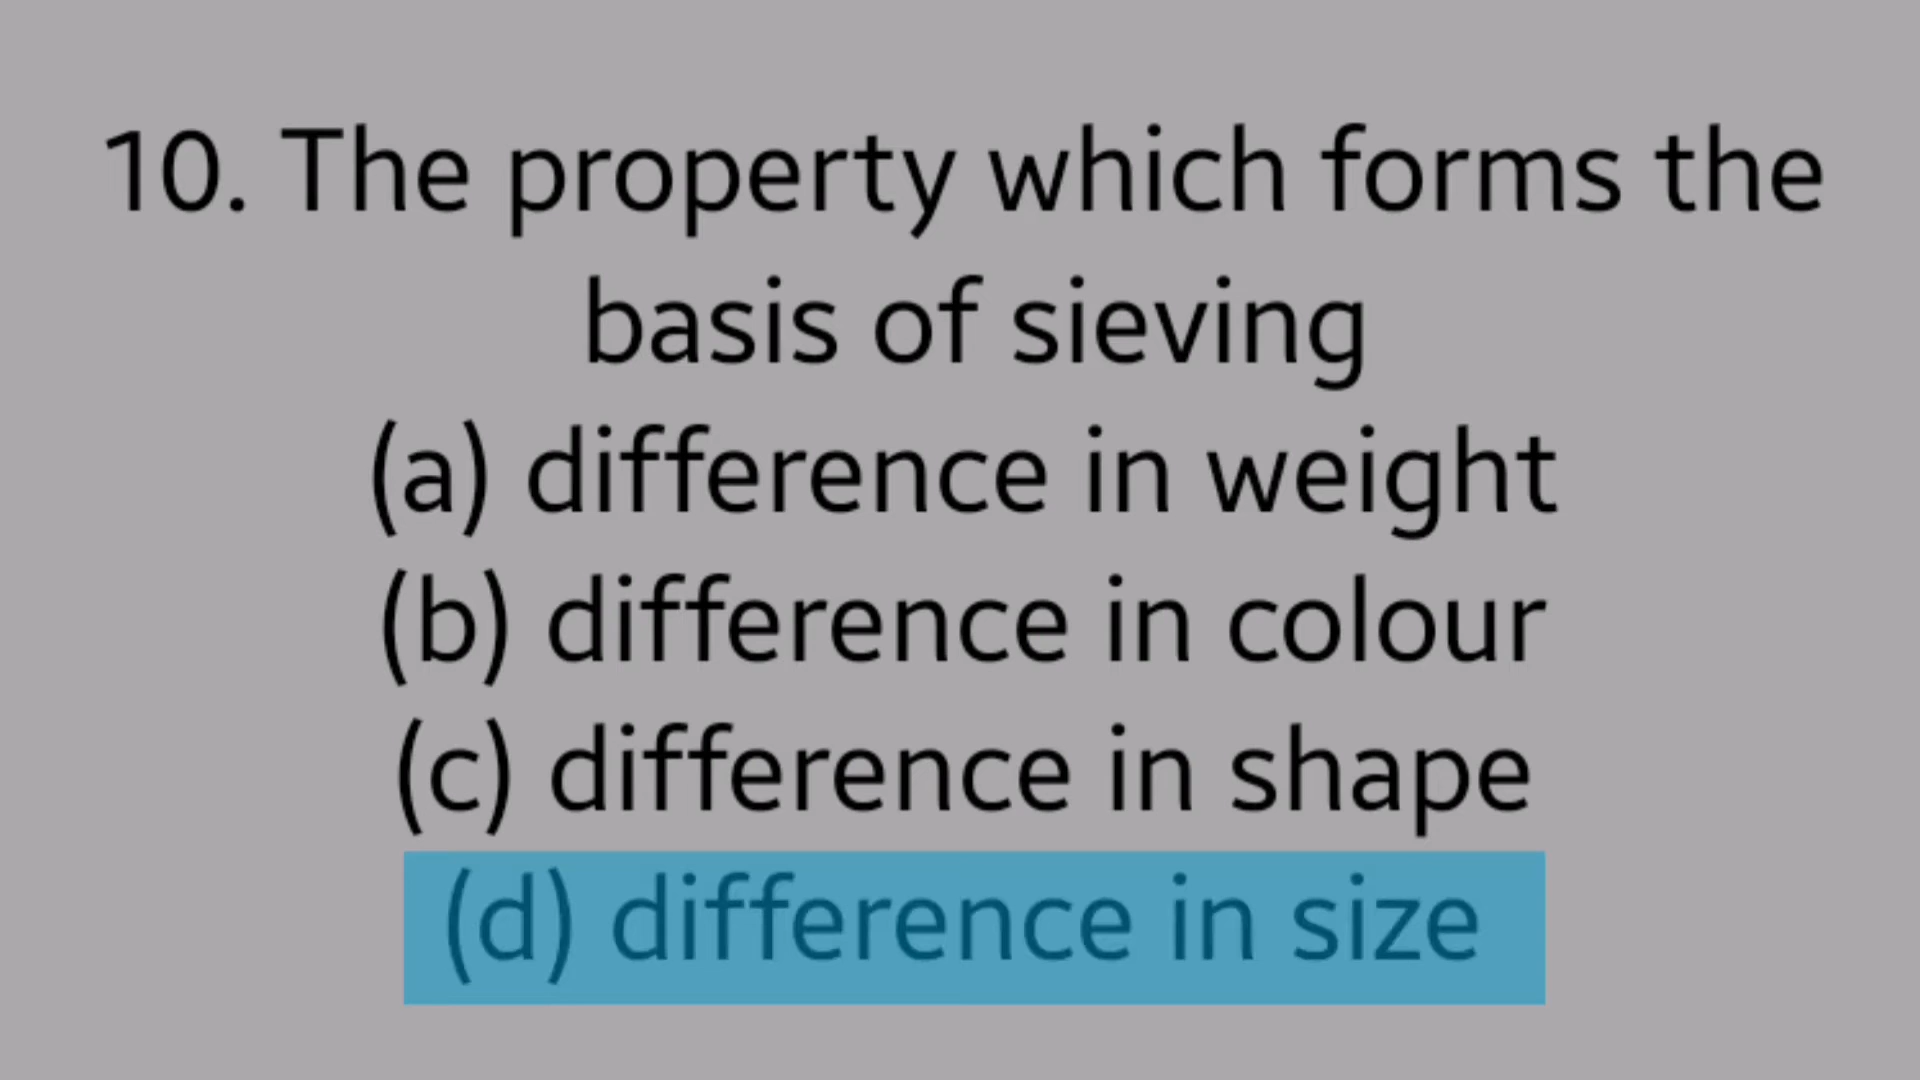 10. The property which forms the
basis of sieving
(a) difference in weight
(b) difference in colour
(c) difference in shape
(d) difference in size